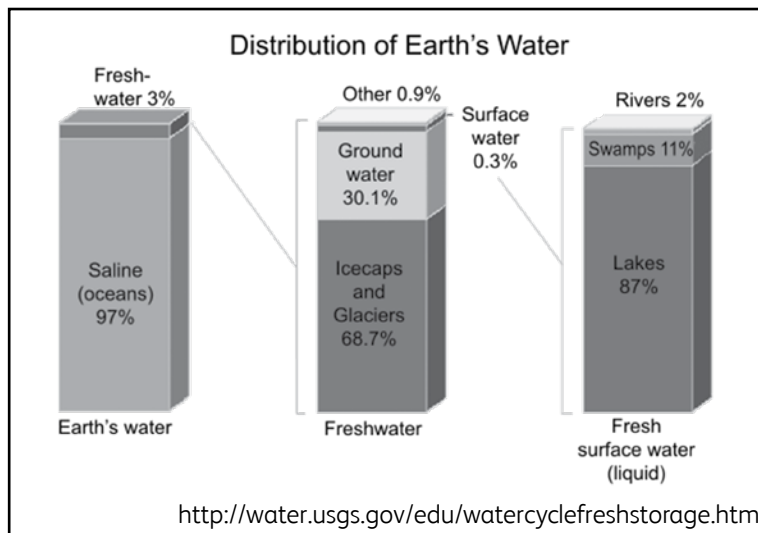 Distribution of Earth's Water
Fresh-
water 3%
Saline
(oceans)
97%
Earth's water
Other 0.9%
Surface
water
0.3%
Ground
water
30.1%
Icecaps
and
Glaciers
68.7%
Freshwater
Rivers 2%
Swamps 11%
Lakes
87%
Fresh
surface water
(liquid)
http://water.usgs.gov/edu/watercyclefreshstorage.htm